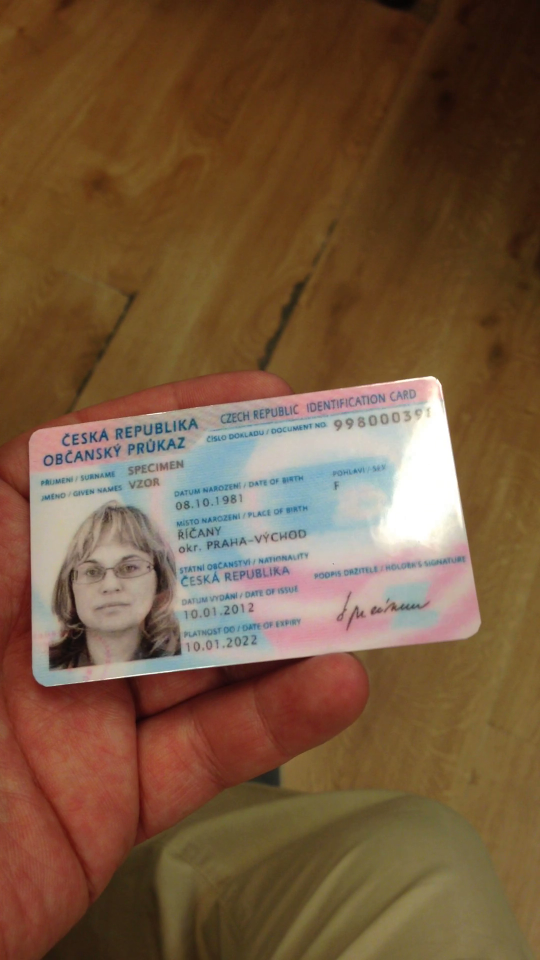 ČESKÁ REPUBLIKA
OBČANSKÝ PRŮKAZ
CZECH REPUBLIC IDENTIFICATION CARD
ČÍSLO DOKLADU / DOCUMENT NO. 998000391
PŘÍJMENÍ / SURNAME SPECIMEN
JMÉNO / GIVEN NAMES VZOR
DATUM NAROZENÍ / DATE OF BIRTH
08.10.1981
POHLAVÍ / SEX
F
MÍSTO NAROZENÍ / PLACE OF BIRTH
ŘÍČANY
okr. PRAHA-VÝCHOD
STÁTNÍ OBČANSTVÍ / NATIONALITY
ČESKÁ REPUBLIKA
DATUM VYDÁNÍ / DATE OF ISSUE
10.01.2012
PLATNOST DO / DATE OF EXPIRY
10.01.2022
PODPIS DRŽITELE / HOLDER'S SIGNATURE
Specimen